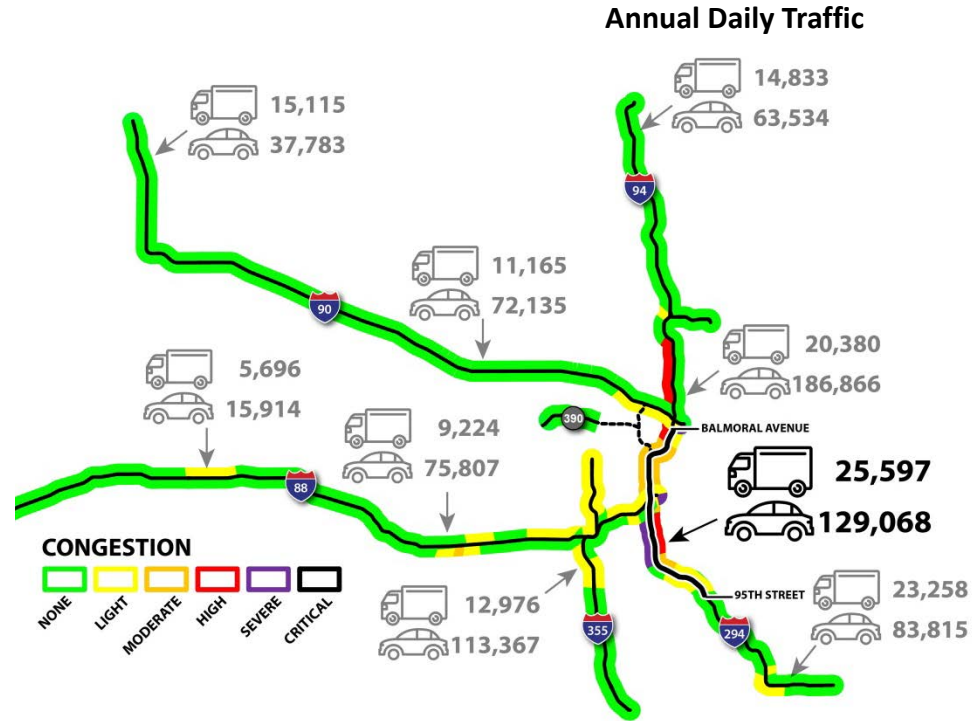 Annual Daily Traffic
15,115
37,783
14,833
63,534
94
11,165
72,135
90
20,380
186,866
5,696
15,914
9,224
75,807
390
BALMORAL AVENUE
25,597
129,068
88
CONGESTION
NONE
LIGHT
MODERATE
HIGH
SEVERE
CRITICAL
12,976
113,367
355
95TH STREET
294
23,258
83,815